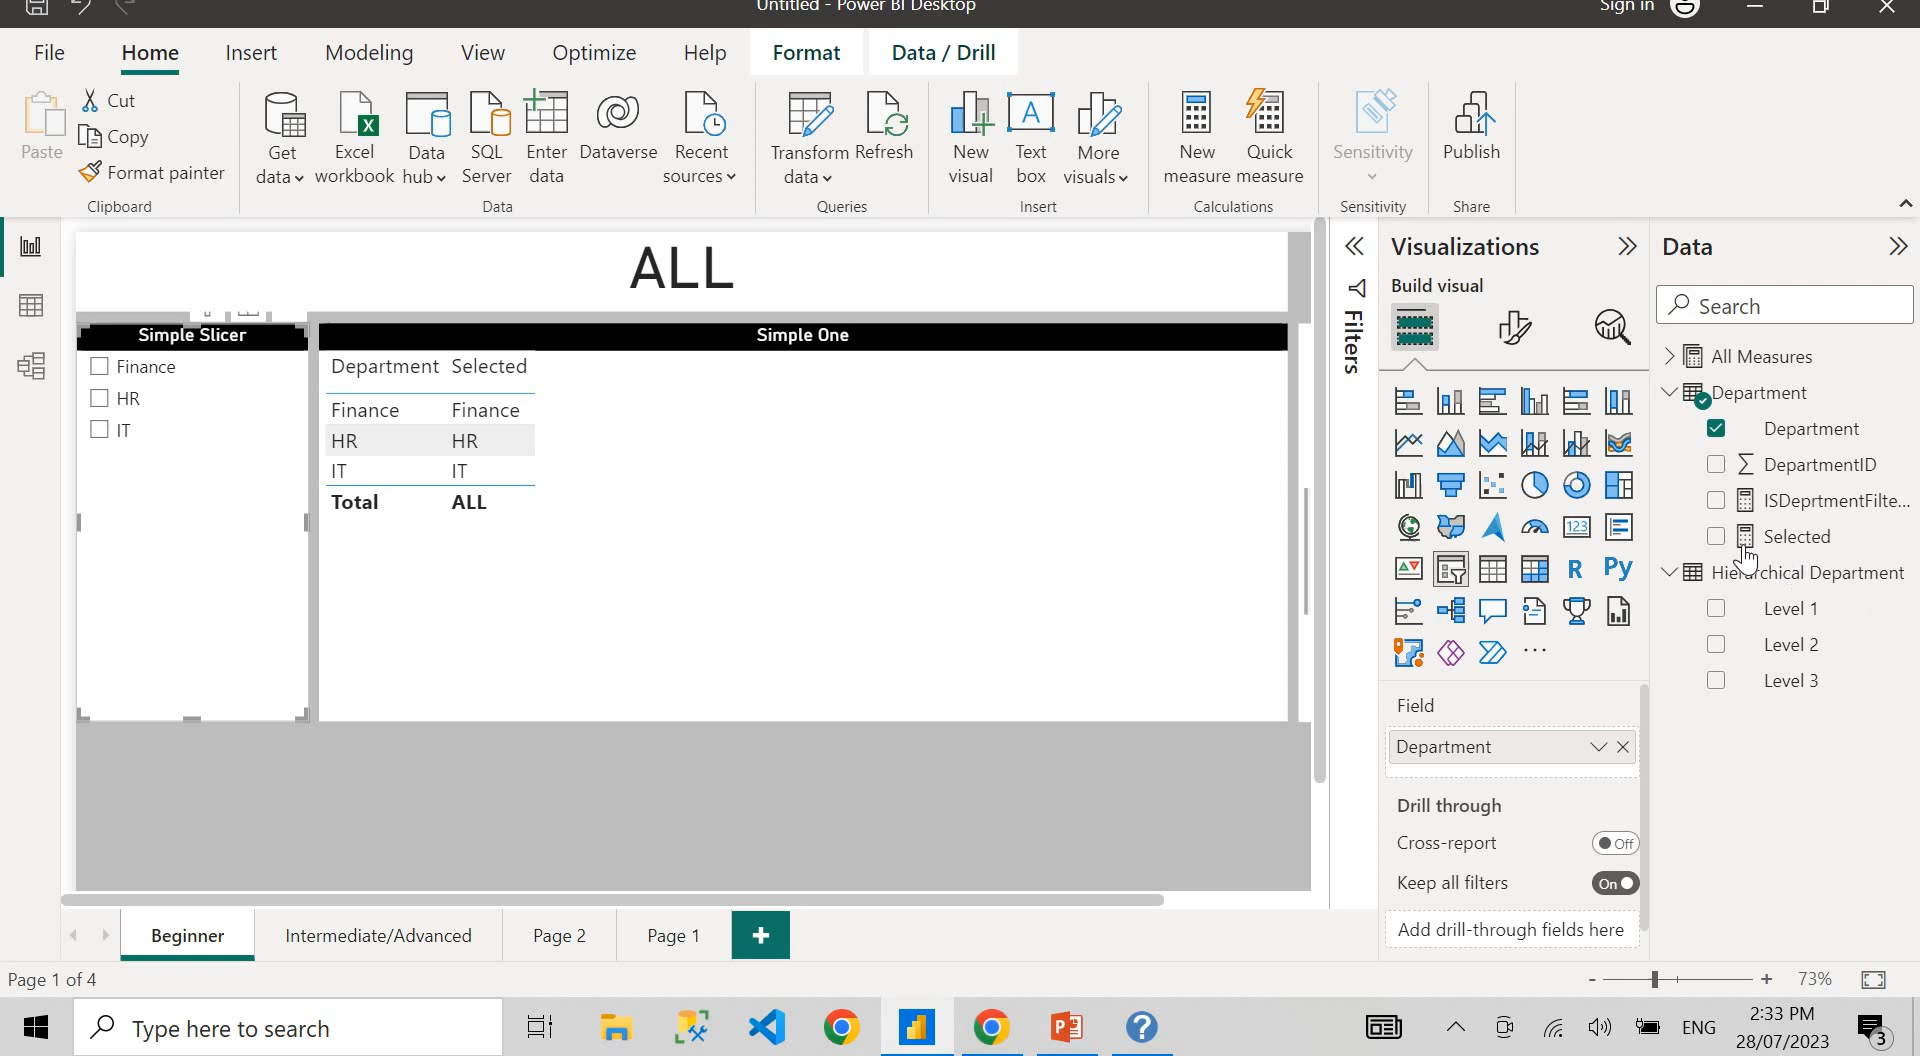 Untitled - Power BI Desktop
Sign in
File Home Insert Modeling View Optimize Help Format Data / Drill
Paste
Cut
Copy
Format painter
Clipboard
Get data
Excel workbook
Data hub
SQL Server
Enter data
Dataverse
Recent sources
Data
Transform data
Refresh
Queries
New visual
Text box
More visuals
Insert
New measure
Quick measure
Calculations
Sensitivity
Sensitivity
Publish
Share
ALL
Simple Slicer
Finance
HR
IT
Simple One
Department Selected
Finance Finance
HR HR
IT IT
Total ALL
Filters
Visualizations
Build visual
123
R
Py
Field
Department
Drill through
Cross-report
Off
Keep all filters
On
Add drill-through fields here
Data
Search
All Measures
Department
Department
DepartmentID
ISDeprtmentFilte...
Selected
Hierarchical Department
Level 1
Level 2
Level 3
Beginner Intermediate/Advanced Page 2 Page 1
Page 1 of 4
73%
Type here to search
ENG
2:33 PM
28/07/2023
3